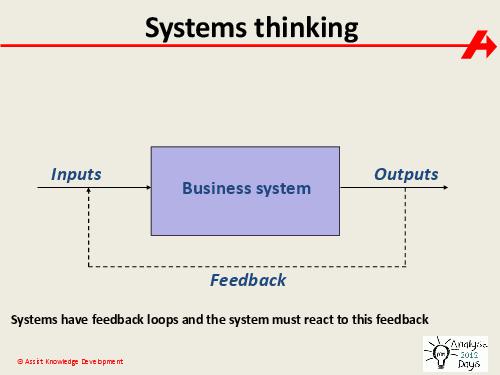 Systems thinking
Inputs
Outputs
Business system
Feedback
Systems have feedback loops and the system must react to this feedback
© Assist Knowledge Development
Analysis
2012
Days